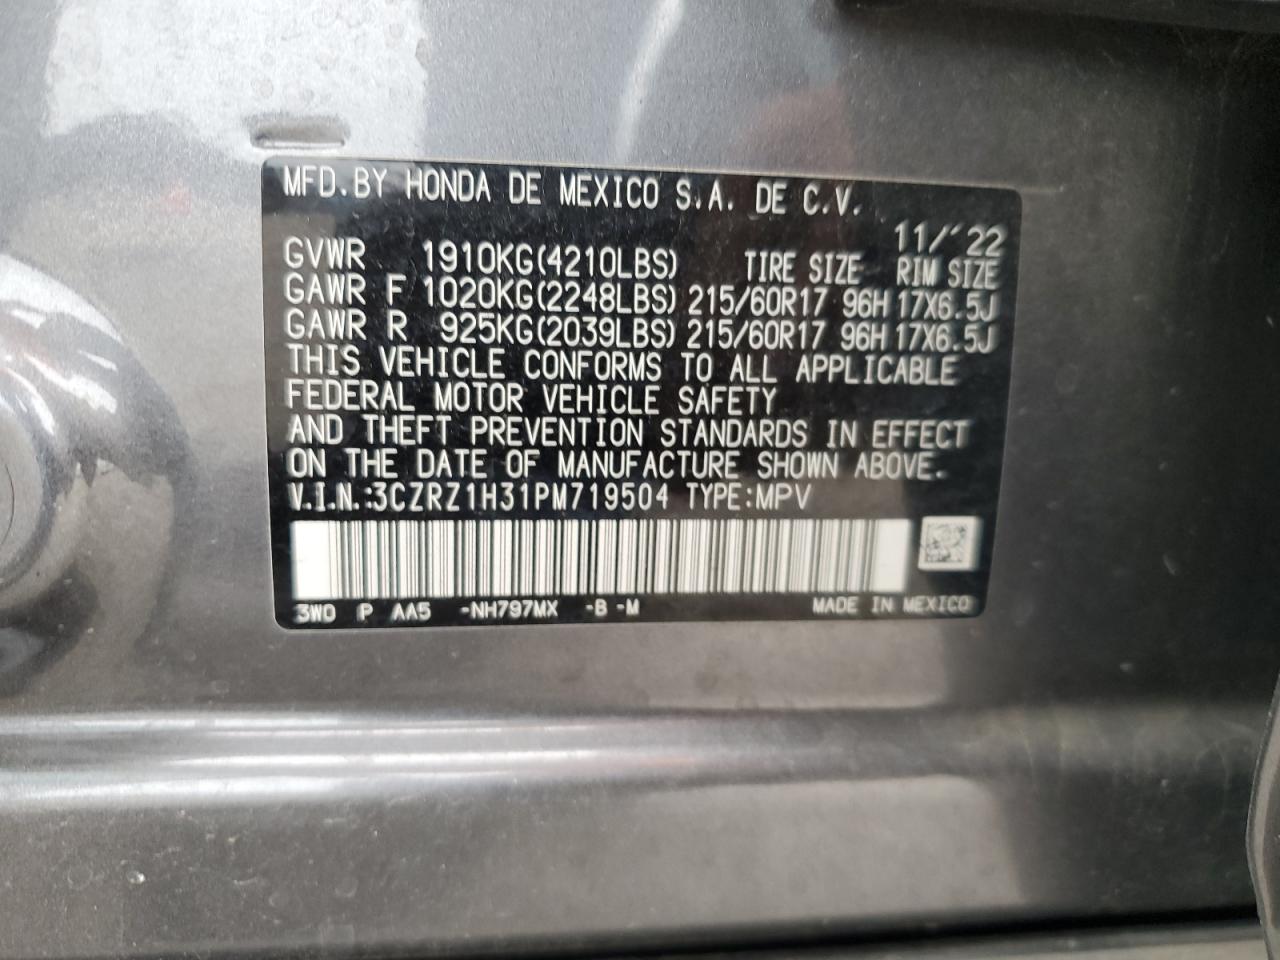 MFD.BY HONDA DE MEXICO S.A. DE C.V.
11/´22
GVWR 1910KG(4210LBS) TIRE SIZE RIM SIZE
GAWR F 1020KG(2248LBS) 215/60R17 96H 17X6.5J
GAWR R 925KG(2039LBS) 215/60R17 96H 17X6.5J
THIS VEHICLE CONFORMS TO ALL APPLICABLE
FEDERAL MOTOR VEHICLE SAFETY
AND THEFT PREVENTION STANDARDS IN EFFECT
ON THE DATE OF MANUFACTURE SHOWN ABOVE.
V.I.N.:3CZRZ1H31PM719504 TYPE:MPV
3W0 P AA5 -NH797MX -B -M MADE IN MEXICO